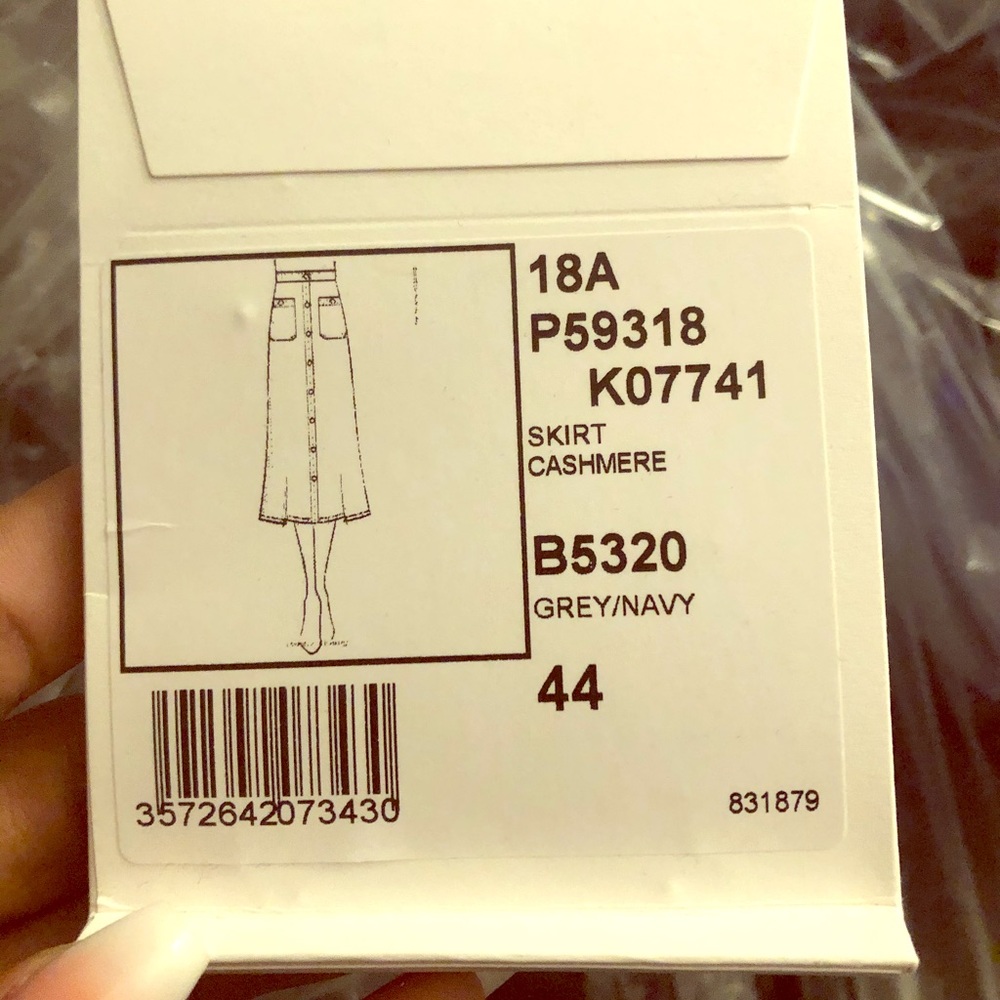 18A
P59318
K07741
SKIRT
CASHMERE
B5320
GREY/NAVY
44
3572642073430
831879